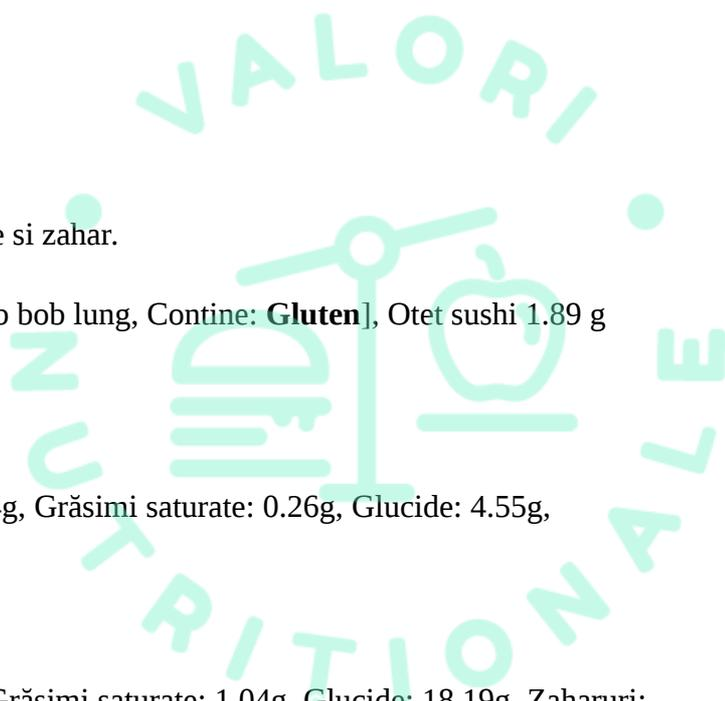 VALORI
e si zahar.
bob lung, Contine: Gluten], Otet sushi 1.89 g
g, Grăsimi saturate: 0.26g, Glucide: 4.55g,
NUTRITIONALE
Grăsimi saturate: 1.04g, Glucide: 18.19g, Zaharuri: